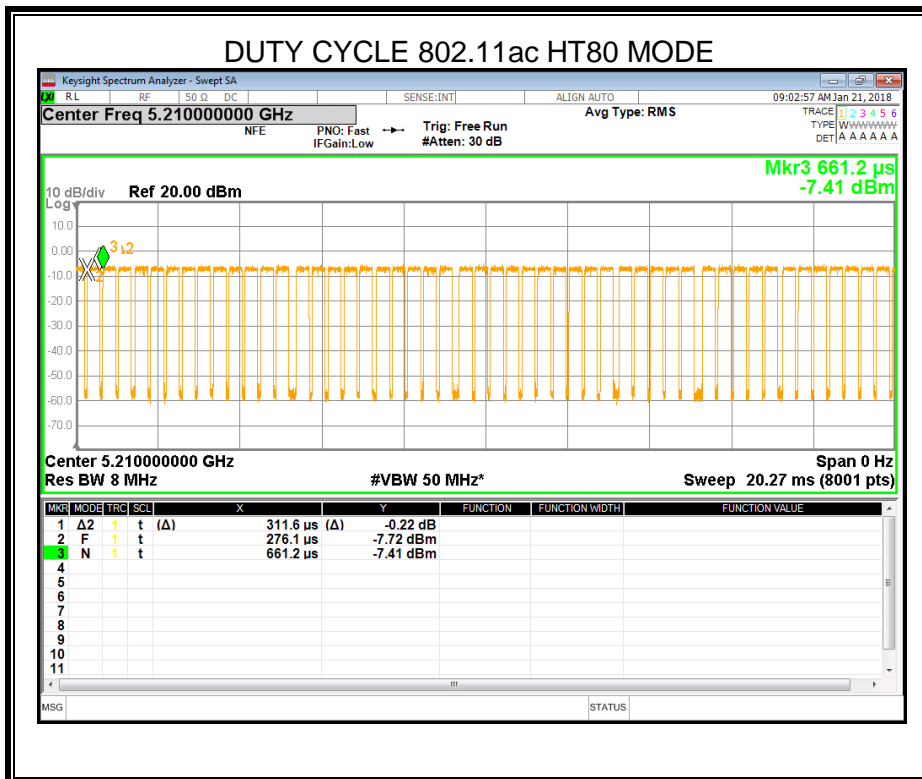 DUTY CYCLE 802.11ac HT80 MODE
Keysight Spectrum Analyzer - Swept SA
LXI RL RF 50 Ω DC SENSE:INT ALIGN AUTO 09:02:57 AM Jan 21, 2018
Center Freq 5.210000000 GHz Avg Type: RMS TRACE 1 2 3 4 5 6
NFE PNO: Fast Trig: Free Run TYPE WWWWWW
IFGain:Low #Atten: 30 dB DET A A A A A A
Mkr3 661.2 µs
10 dB/div Ref 20.00 dBm -7.41 dBm
Log
10.0
0.00
3Δ2
-10.0
2
-20.0
-30.0
-40.0
-50.0
-60.0
-70.0
Center 5.210000000 GHz Span 0 Hz
Res BW 8 MHz #VBW 50 MHz* Sweep 20.27 ms (8001 pts)
MKR MODE TRC SCL X Y FUNCTION FUNCTION WIDTH FUNCTION VALUE
1 Δ2 1 t (Δ) 311.6 µs (Δ) -0.22 dB
2 F 1 t 276.1 µs -7.72 dBm
3 N 1 t 661.2 µs -7.41 dBm
4
5
6
7
8
9
10
11
MSG STATUS